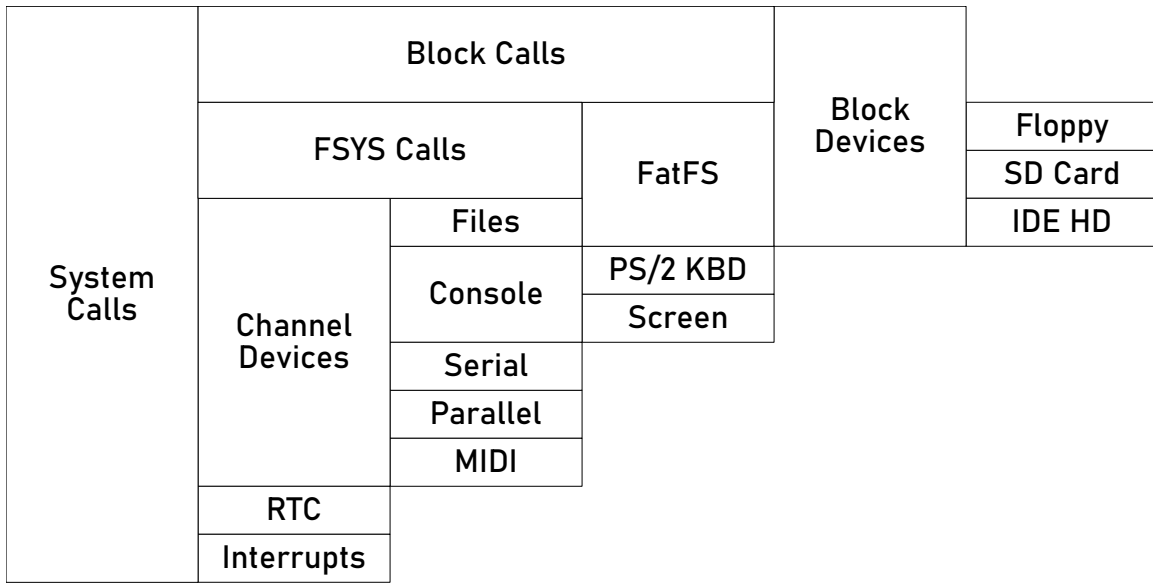 Block Calls
Block
Devices
FSYS Calls
FatFS
Floppy
SD Card
IDE HD
System
Calls
Channel
Devices
Files
Console
PS/2 KBD
Screen
Serial
Parallel
MIDI
RTC
Interrupts